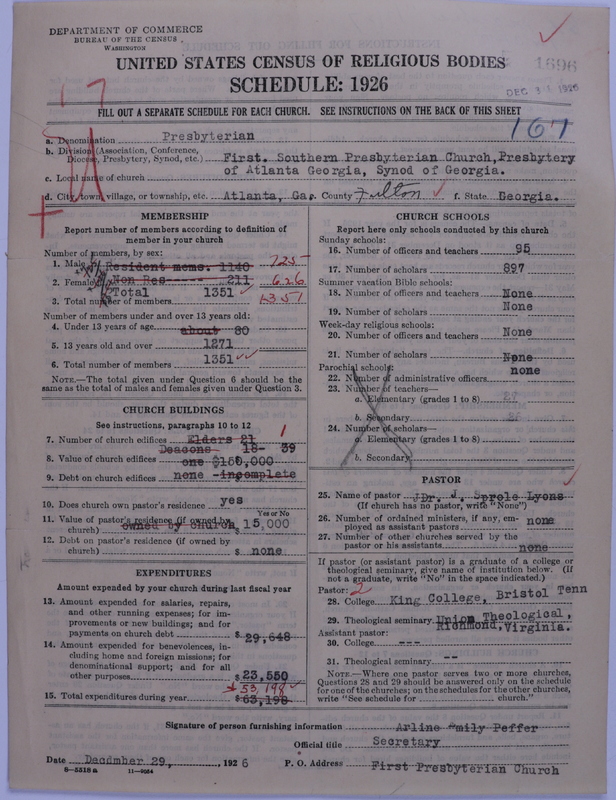 DEPARTMENT OF COMMERCE
BUREAU OF THE CENSUS
WASHINGTON
UNITED STATES CENSUS OF RELIGIOUS BODIES
SCHEDULE: 1926
1696
DEC 31 1926
17
FILL OUT A SEPARATE SCHEDULE FOR EACH CHURCH. SEE INSTRUCTIONS ON THE BACK OF THIS SHEET
167
a. Denomination Presbyterian
b. Division (Association, Conference, Diocese, Presbytery, Synod, etc.) First. Southern Presbyterian Church, Presbytery
c. Local name of church of Atlanta Georgia, Synod of Georgia.
d. City, town, village, or township, etc. Atlanta, Ga. County Fulton f. State Georgia.
MEMBERSHIP
Report number of members according to definition of
member in your church
Number of members, by sex:
1. Male Resident mems. 1140 725
2. Female Non Res----- 211 626
3. Total number of members Total 1351 1351
Number of members under and over 13 years old:
4. Under 13 years of age about 80
5. 13 years old and over 1271
6. Total number of members 1351
NOTE.—The total given under Question 6 should be the
same as the total of males and females given under Question 3.
CHURCH BUILDINGS
See instructions, paragraphs 10 to 12
7. Number of church edifices Elders 21 1
Deacons 18- 39
8. Value of church edifices one $150,000
9. Debt on church edifices none -incomplete
10. Does church own pastor's residence yes
Yes or No
11. Value of pastor's residence (if owned by
church) owned by church $ 15,000
12. Debt on pastor's residence (if owned by
church) $ none
EXPENDITURES
Amount expended by your church during last fiscal year
13. Amount expended for salaries, repairs,
and other running expenses; for im-
provements or new buildings; and for
payments on church debt $ 29,648
14. Amount expended for benevolences, in-
cluding home and foreign missions; for
denominational support; and for all
other purposes $ 23,550
53,198
15. Total expenditures during year $ 63,198
CHURCH SCHOOLS
Report here only schools conducted by this church
Sunday schools:
16. Number of officers and teachers 95
17. Number of scholars 897
Summer vacation Bible schools:
18. Number of officers and teachers None
19. Number of scholars None
Week-day religious schools:
20. Number of officers and teachers None
21. Number of scholars None
Parochial schools: none
22. Number of administrative officers
23. Number of teachers—
a. Elementary (grades 1 to 8)
b. Secondary
24. Number of scholars—
a. Elementary (grades 1 to 8)
b. Secondary
PASTOR
25. Name of pastor Dr. J. Sprole Lyons
(If church has no pastor, write "None")
26. Number of ordained ministers, if any, em-
ployed as assistant pastors none
27. Number of other churches served by the
pastor or his assistants none
If pastor (or assistant pastor) is a graduate of a college or
theological seminary, give name of institution below. (If
not a graduate, write "No" in the space indicated.)
Pastor: 2
28. College King College, Bristol Tenn
29. Theological seminary Union Theological,
Richmond, Virginia.
Assistant pastor:
30. College ---
31. Theological seminary --
NOTE.—Where one pastor serves two or more churches,
Questions 28 and 29 should be answered only on the schedule
for one of the churches; on the schedules for the other churches,
write "See schedule for church."
Signature of person furnishing information Arline Emily Peffer
Official title Secretary
Date Decdmber 29, , 1926 P. O. Address First Presbyterian Church
8—5518a 11—9064